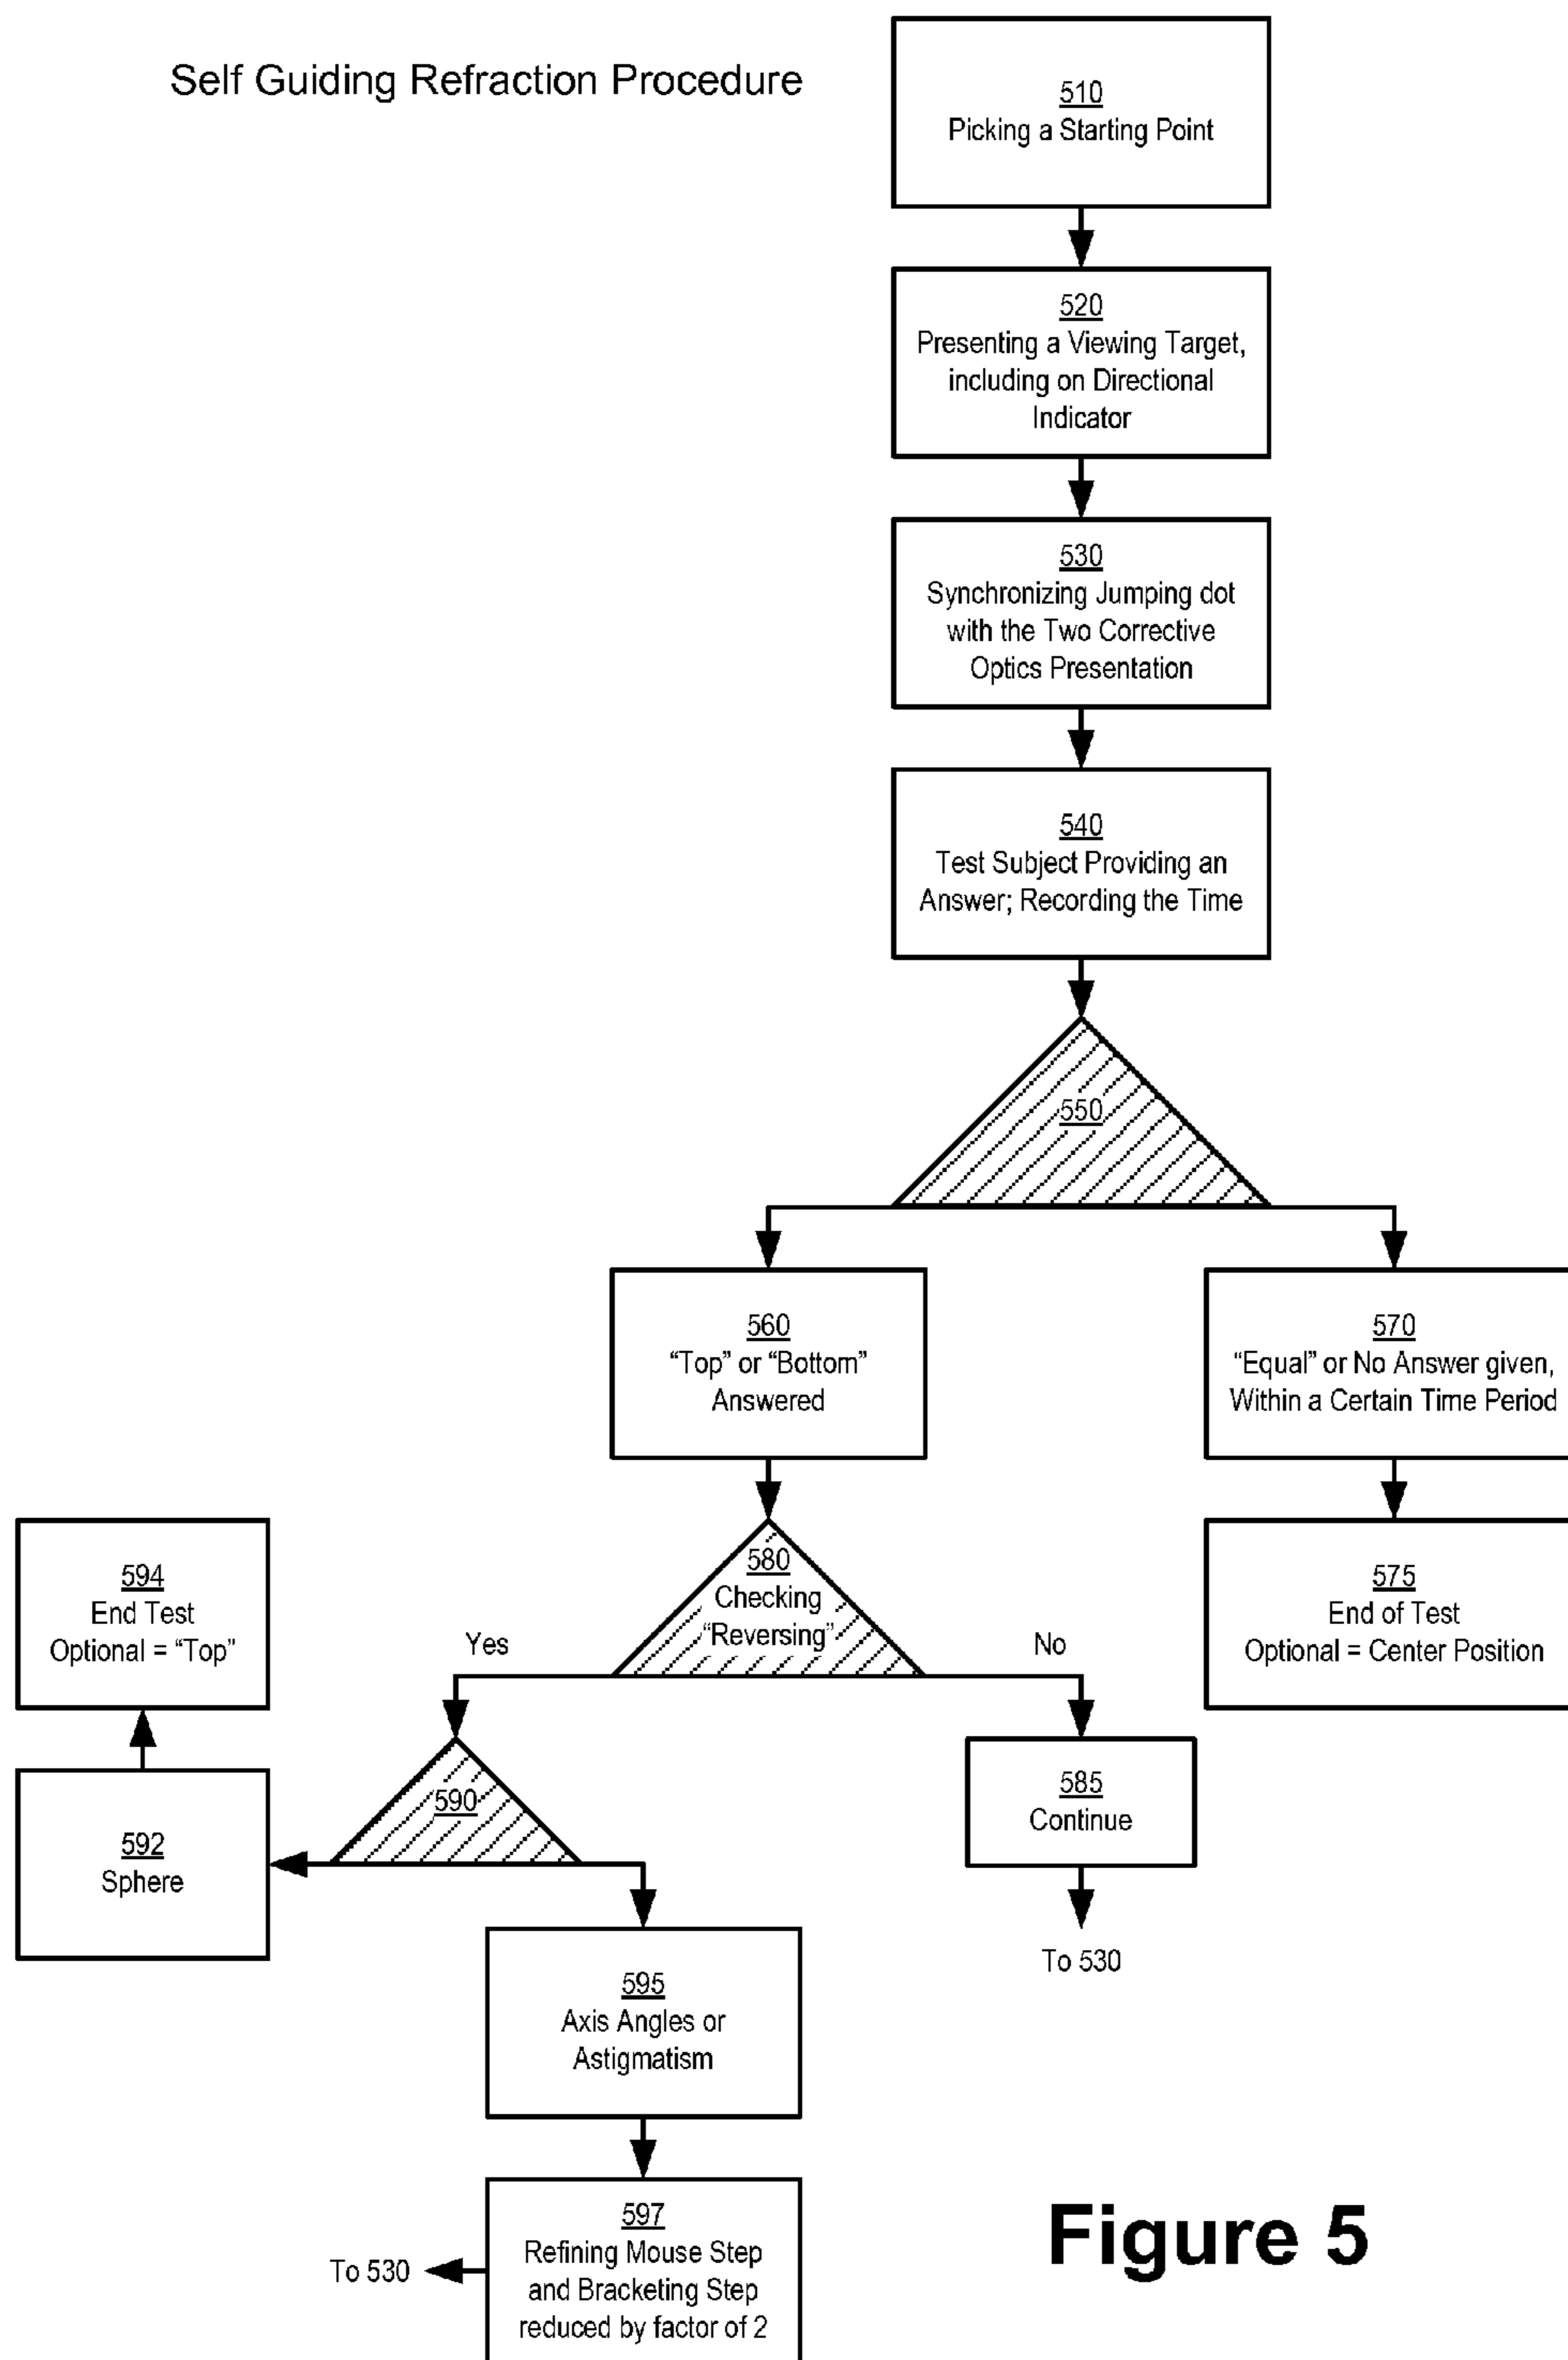 Self Guiding Refraction Procedure
510
Picking a Starting Point
520
Presenting a Viewing Target,
including on Directional
Indicator
530
Synchronizing Jumping dot
with the Two Corrective
Optics Presentation
540
Test Subject Providing an
Answer; Recording the Time
550
560
“Top” or “Bottom”
Answered
570
“Equal” or No Answer given,
Within a Certain Time Period
580
Checking
“Reversing”
Yes
No
594
End Test
Optional = “Top”
575
End of Test
Optional = Center Position
590
585
Continue
592
Sphere
To 530
595
Axis Angles or
Astigmatism
597
Refining Mouse Step
and Bracketing Step
reduced by factor of 2
To 530
Figure 5